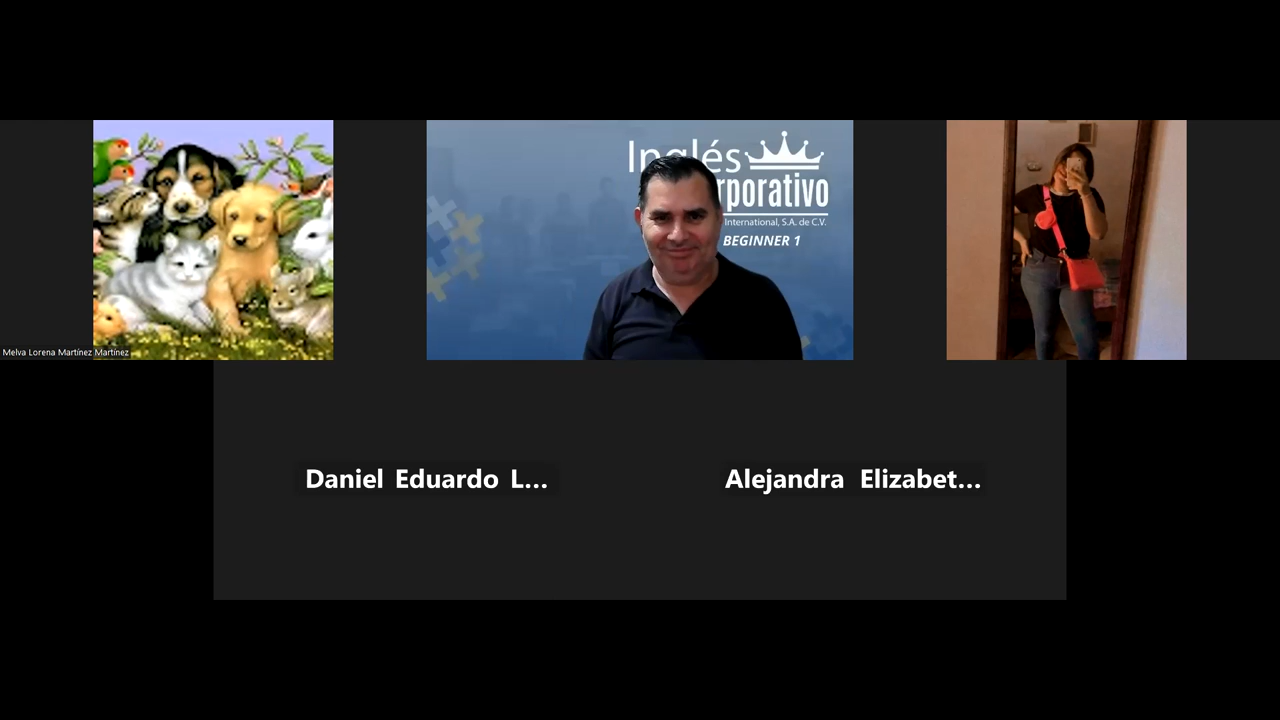 Inglés
rporativo
International, S.A. de C.V.
BEGINNER 1
Melva Lorena Martínez Martínez
Daniel Eduardo L...
Alejandra Elizabet...